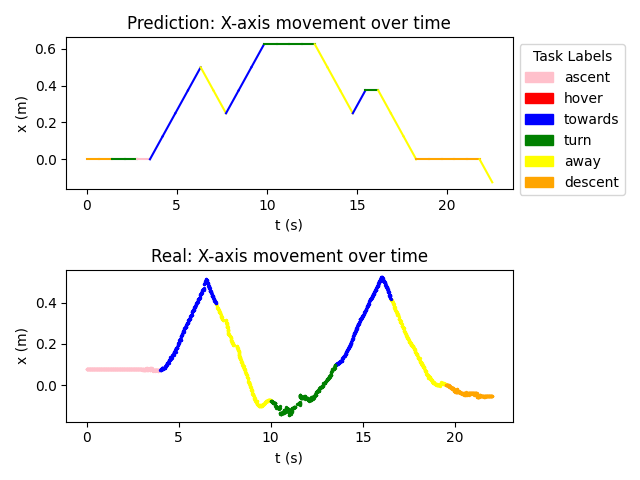 Prediction: X-axis movement over time
0.6
0.4
0.2
0.0
x (m)
0 5 10 15 20
t (s)
Task Labels
ascent
hover
towards
turn
away
descent
Real: X-axis movement over time
0.4
0.2
0.0
x (m)
0 5 10 15 20
t (s)